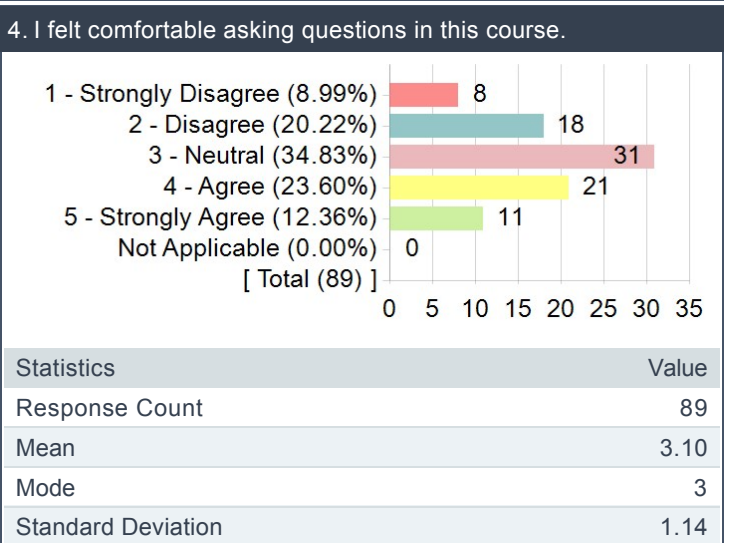 4. I felt comfortable asking questions in this course.
1 - Strongly Disagree (8.99%) 8
2 - Disagree (20.22%) 18
3 - Neutral (34.83%) 31
4 - Agree (23.60%) 21
5 - Strongly Agree (12.36%) 11
Not Applicable (0.00%) 0
[ Total (89) ]
0 5 10 15 20 25 30 35
Statistics Value
Response Count 89
Mean 3.10
Mode 3
Standard Deviation 1.14